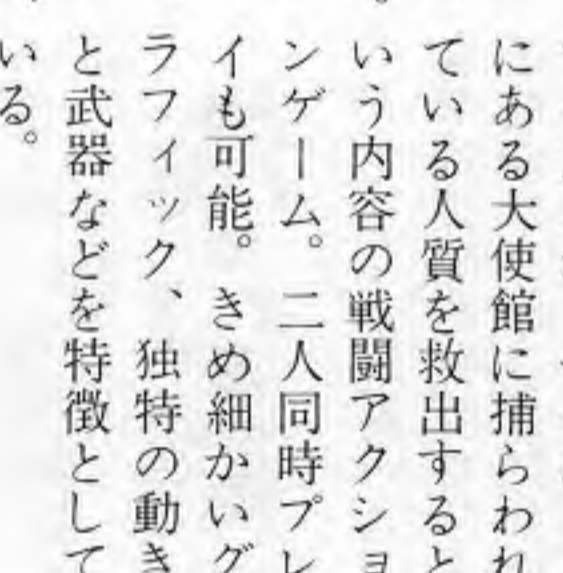 にある大使館に捕らわれ
ている人質を救出すると
いう内容の戦闘アクショ
ンゲーム。二人同時プレ
イも可能。きめ細かいグ
ラフィック、独特の動き
と武器などを特徴として
いる。